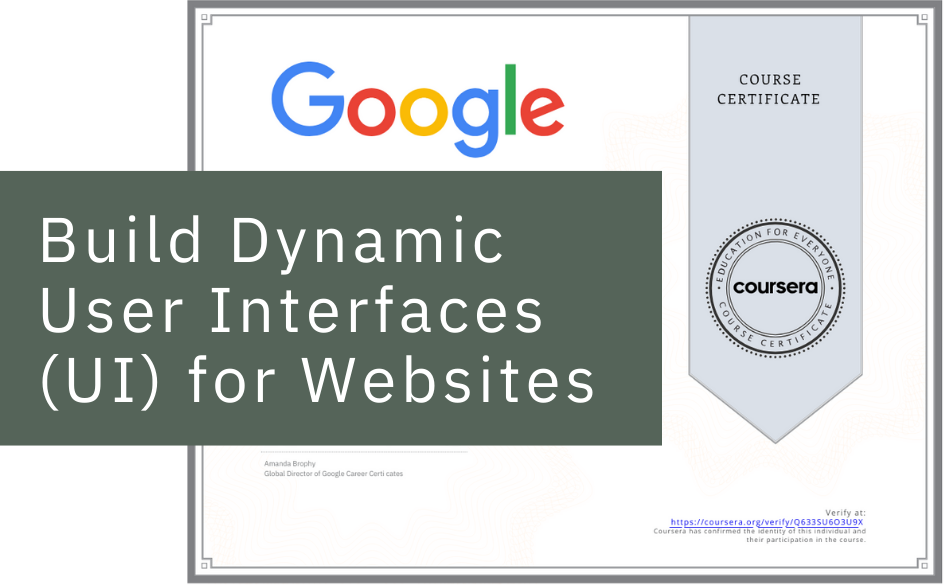 Google
COURSE
CERTIFICATE
Build Dynamic
User Interfaces
(UI) for Websites
EDUCATION FOR EVERYONE
coursera
COURSE CERTIFICATE
Amanda Brophy
Global Director of Google Career Certi cates
Verify at:
https://coursera.org/verify/Q633SU6O3U9X
Coursera has confirmed the identity of this individual and
their participation in the course.